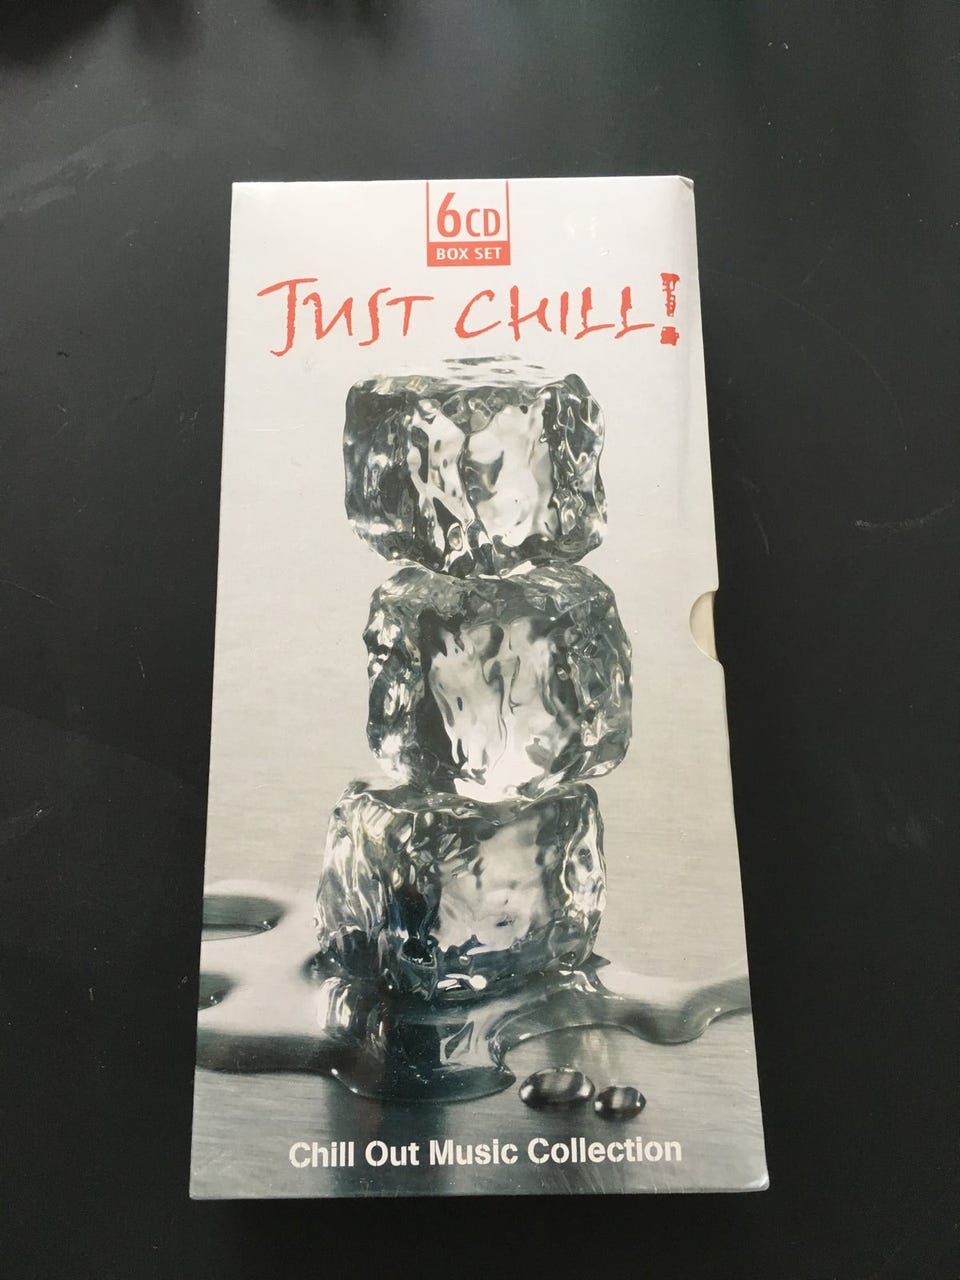 6CD
BOX SET
JUST CHILL!
Chill Out Music Collection